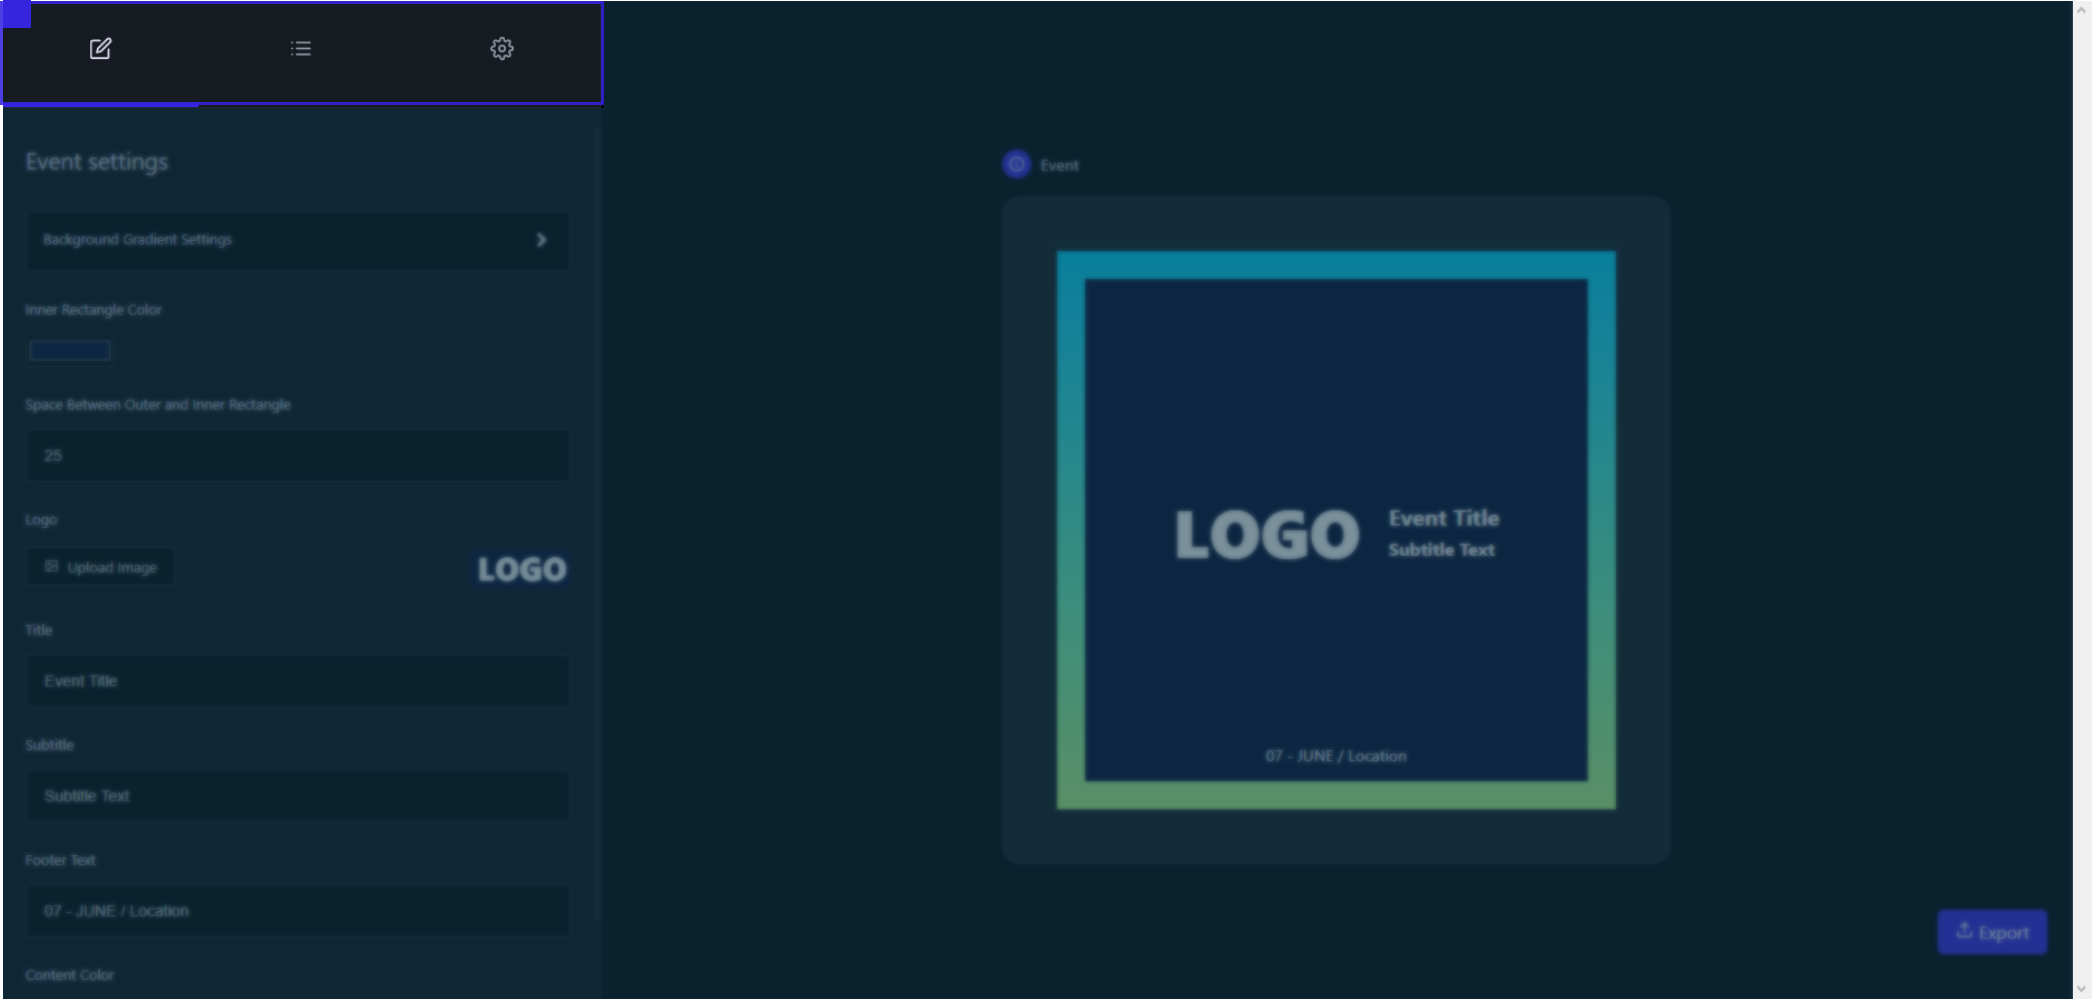 Event settings
Background Gradient Settings
Inner Rectangle Color
Space Between Outer and Inner Rectangle
25
Logo
Upload Image
LOGO
Title
Event Title
Subtitle
Subtitle Text
Footer Text
07 - JUNE / Location
Content Color
Event
LOGO
Event Title
Subtitle Text
07 - JUNE / Location
Export